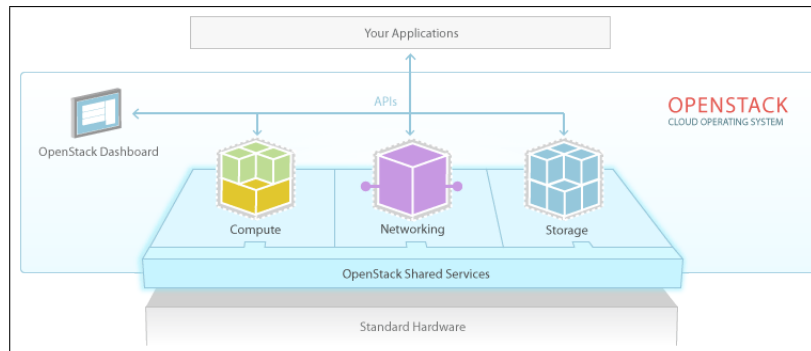 Your Applications
APIs
OPENSTACK
CLOUD OPERATING SYSTEM
OpenStack Dashboard
Compute
Networking
Storage
OpenStack Shared Services
Standard Hardware